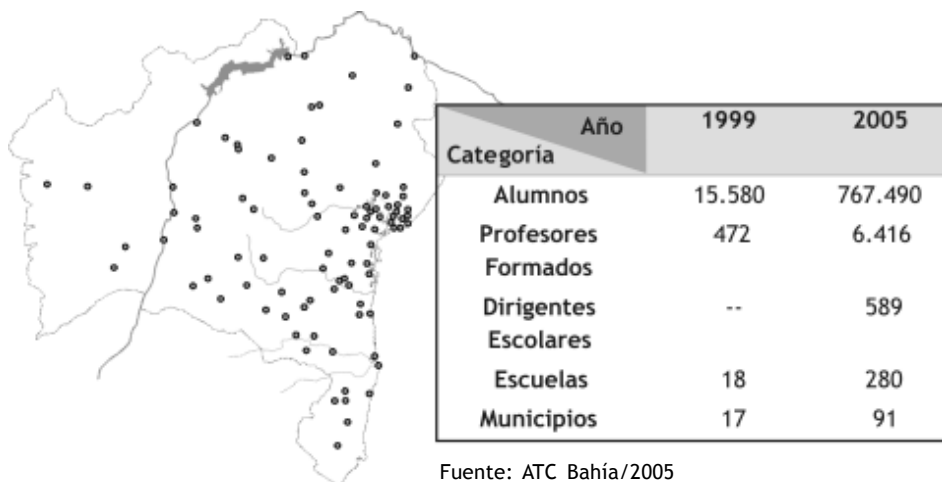 Año 1999 2005
Categoría
Alumnos 15.580 767.490
Profesores 472 6.416
Formados
Dirigentes -- 589
Escolares
Escuelas 18 280
Municipios 17 91
Fuente: ATC Bahía/2005